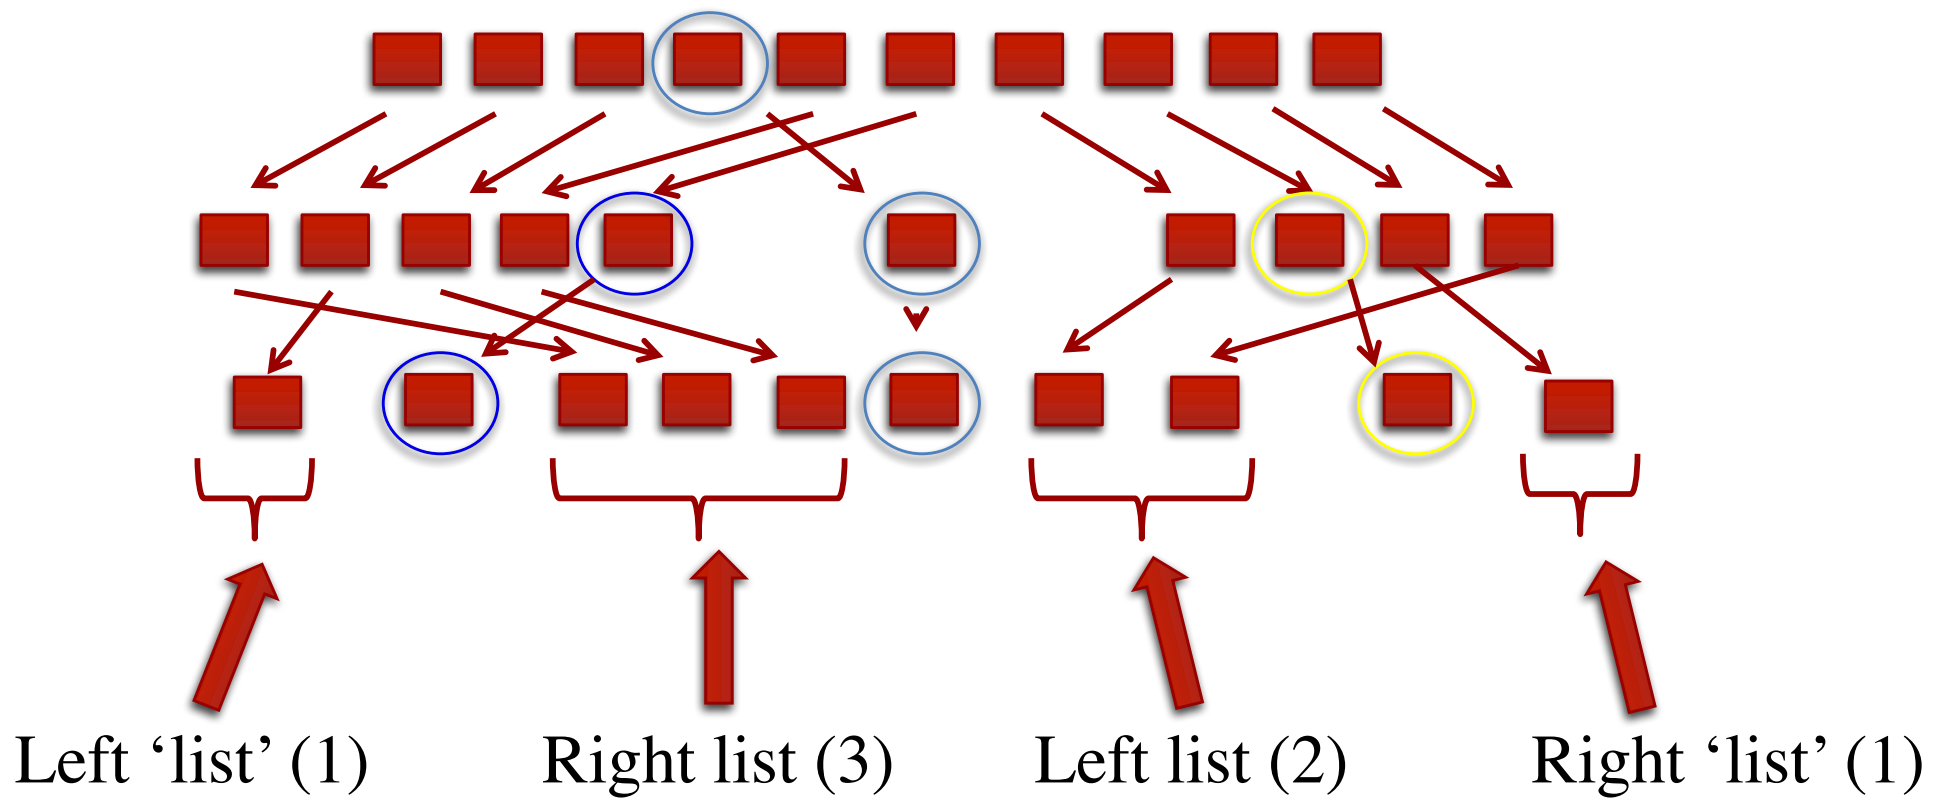 Left ‘list’ (1) Right list (3) Left list (2) Right ‘list’ (1)